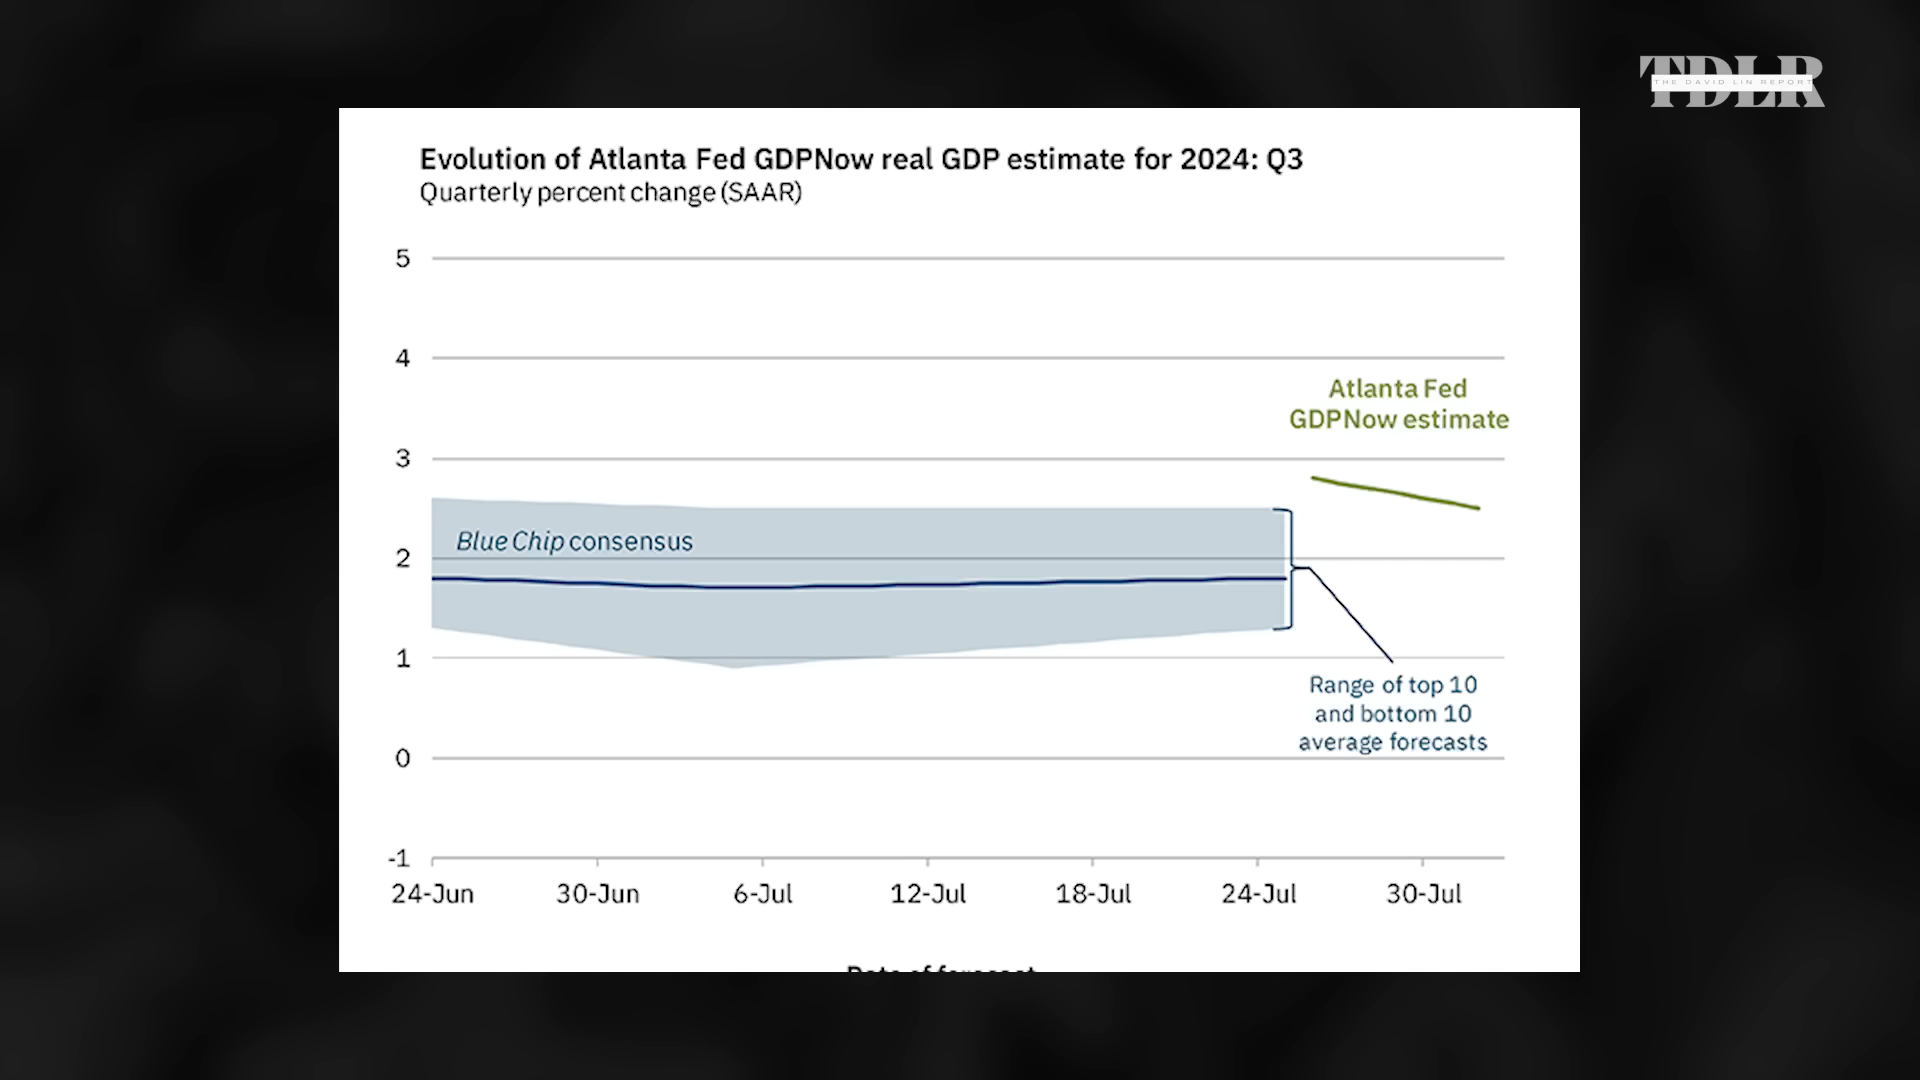 TDLR
THE DAVID LIN REPORT
Evolution of Atlanta Fed GDPNow real GDP estimate for 2024: Q3
Quarterly percent change (SAAR)
5
4
Atlanta Fed
GDPNow estimate
3
Blue Chip consensus
2
1
Range of top 10
and bottom 10
average forecasts
0
-1
24-Jun 30-Jun 6-Jul 12-Jul 18-Jul 24-Jul 30-Jul
Date of forecast